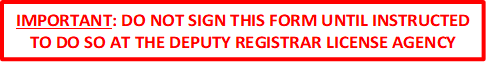 IMPORTANT: DO NOT SIGN THIS FORM UNTIL INSTRUCTED
TO DO SO AT THE DEPUTY REGISTRAR LICENSE AGENCY